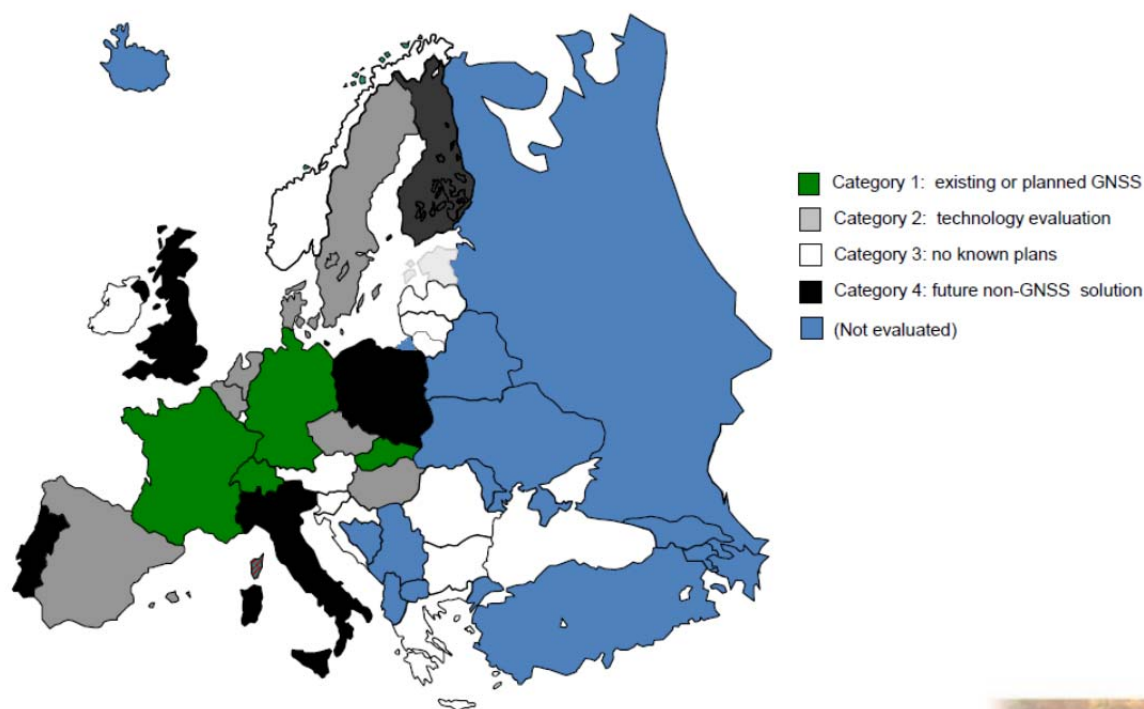 Category 1: existing or planned GNSS
Category 2: technology evaluation
Category 3: no known plans
Category 4: future non-GNSS solution
(Not evaluated)